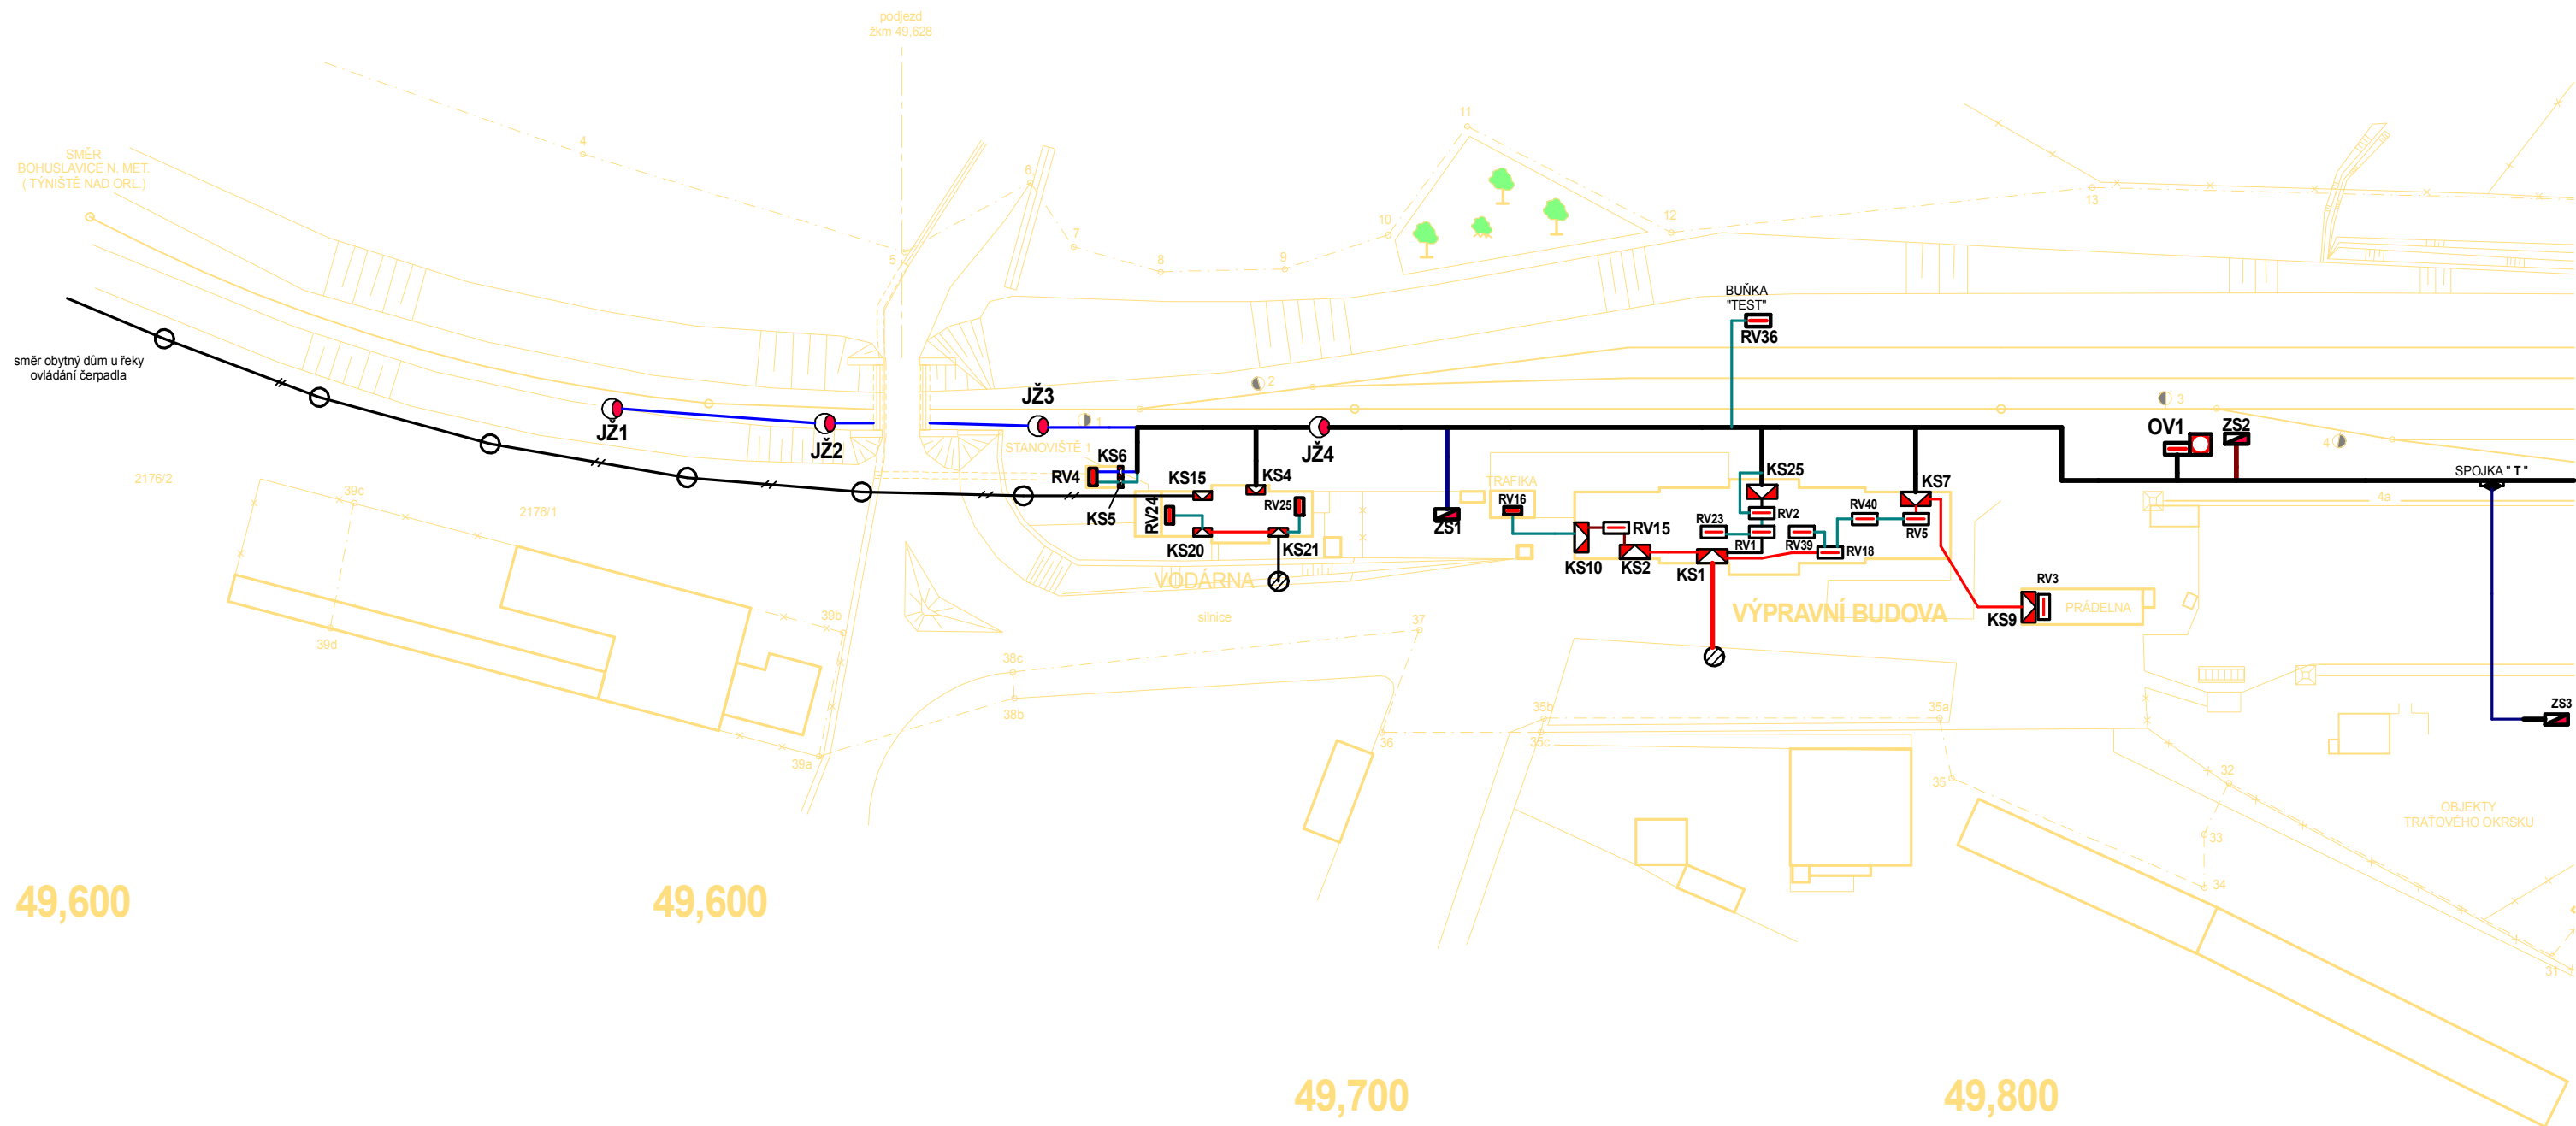 podjezd
žkm 49,628
SMĚR
BOHUSLAVICE N. MET.
( TÝNIŠTĚ NAD ORL.)
4
6
5
7
8
9
10
11
12
13
BUŇKA
"TEST"
RV36
směr obytný dům u řeky
ovládání čerpadla
JŽ1
JŽ2
JŽ3
1
2
JŽ4
3
4
OV1
ZS2
SPOJKA " T "
STANOVIŠTĚ 1
KS6
RV4
KS5
KS15
KS4
RV24
RV25
KS20
KS21
ZS1
TRAFIKA
RV16
KS10
RV15
KS2
KS1
RV23
RV1
RV2
KS25
RV39
RV18
RV40
KS7
RV5
4a
VODÁRNA
silnice
VÝPRAVNÍ BUDOVA
RV3
KS9
PRÁDELNA
ZS3
2176/2
39c
2176/1
39b
39d
39a
38c
38b
37
36
35b
35c
35a
35
32
33
34
31
OBJEKTY
TRAŤOVÉHO OKRSKU
49,600
49,600
49,700
49,800